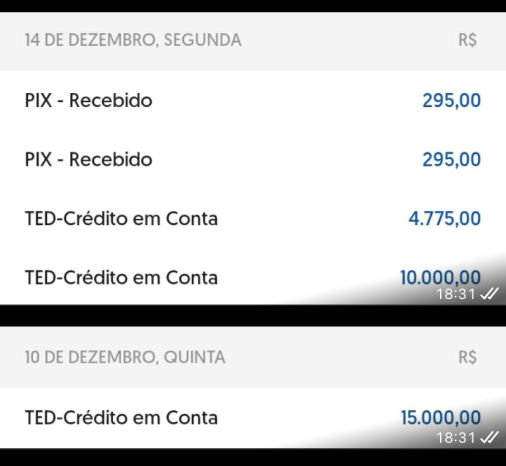 14 DE DEZEMBRO, SEGUNDA R$
PIX - Recebido 295,00
PIX - Recebido 295,00
TED-Crédito em Conta 4.775,00
TED-Crédito em Conta 10.000,00
18:31
10 DE DEZEMBRO, QUINTA R$
TED-Crédito em Conta 15.000,00
18:31